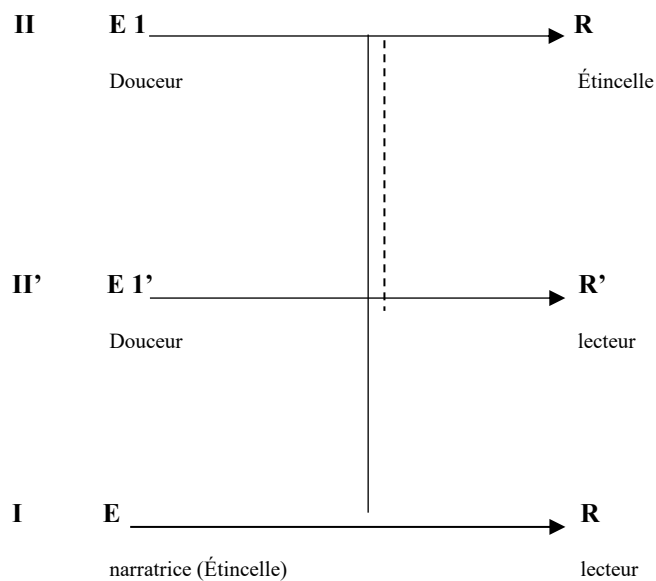 II E 1 R
Douceur Étincelle
II’ E 1’ R’
Douceur lecteur
I E R
narratrice (Étincelle) lecteur